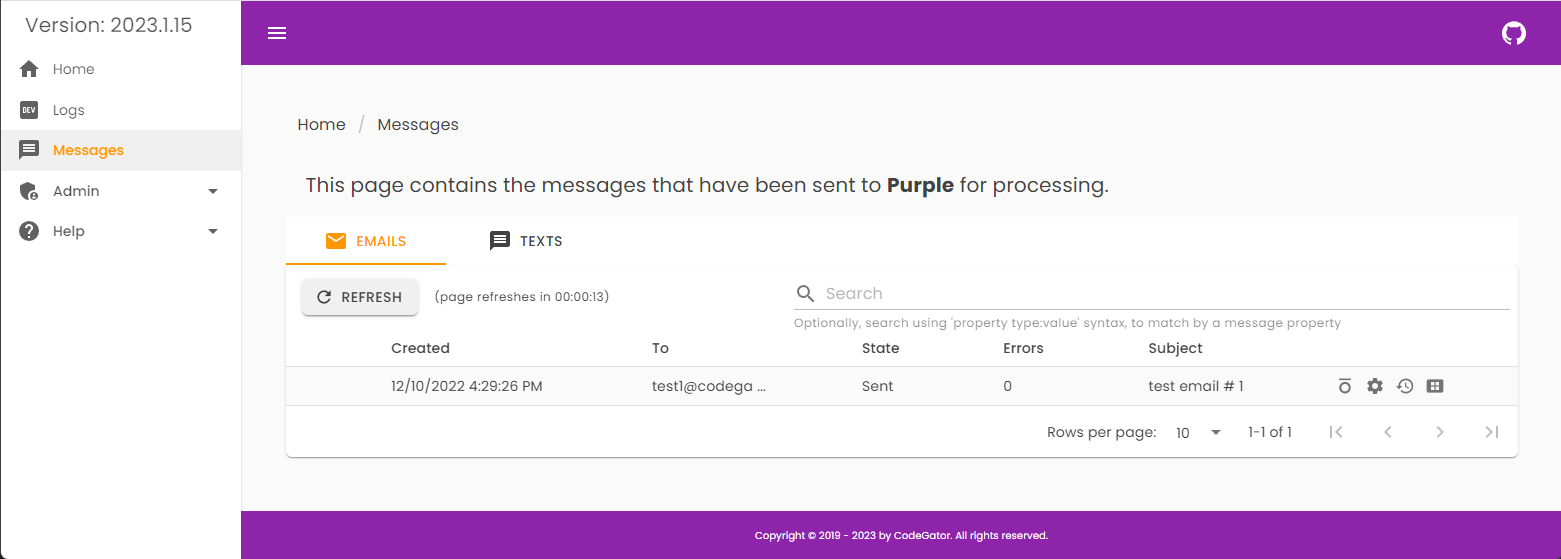 Version: 2023.1.15
Home
Logs
Messages
Admin
Help
Home / Messages
This page contains the messages that have been sent to Purple for processing.
EMAILS TEXTS
REFRESH (page refreshes in 00:00:13) Search
Optionally, search using 'property type:value' syntax, to match by a message property
Created To State Errors Subject
12/10/2022 4:29:26 PM test1@codega ... Sent 0 test email # 1
Rows per page: 10 1-1 of 1
Copyright © 2019 - 2023 by CodeGator. All rights reserved.